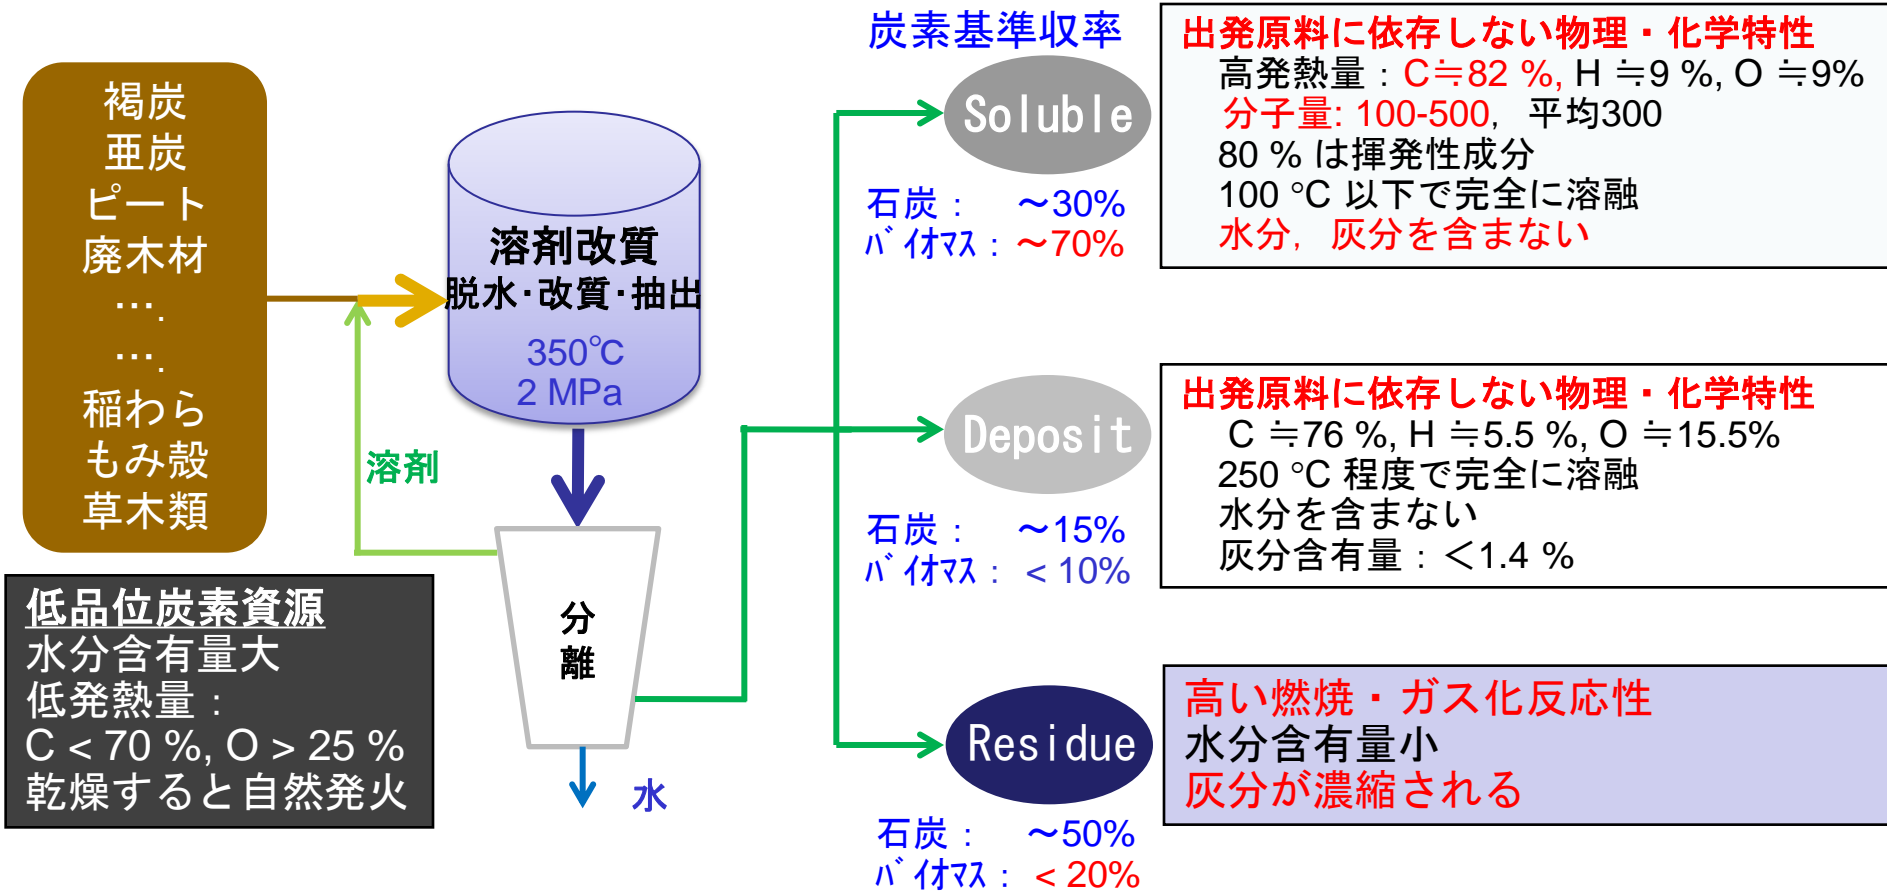 褐炭
亜炭
ピート
廃木材
….
….
稲わら
もみ殻
草木類
低品位炭素資源
水分含有量大
低発熱量：
C < 70 %, O > 25 %
乾燥すると自然発火
溶剤改質
脱水・改質・抽出
350℃
2 MPa
溶剤
分
離
水
炭素基準収率
Soluble
石炭： ～30%
ﾊﾞｲｵﾏｽ： ～70%
Deposit
石炭： ～15%
ﾊﾞｲｵﾏｽ： < 10%
Residue
石炭： ～50%
ﾊﾞｲｵﾏｽ： < 20%
出発原料に依存しない物理・化学特性
高発熱量：C≒82 %, H ≒9 %, O ≒9%
分子量: 100-500, 平均300
80 % は揮発性成分
100 °C 以下で完全に溶融
水分，灰分を含まない
出発原料に依存しない物理・化学特性
C ≒76 %, H ≒5.5 %, O ≒15.5%
250 °C 程度で完全に溶融
水分を含まない
灰分含有量：＜1.4 %
高い燃焼・ガス化反応性
水分含有量小
灰分が濃縮される